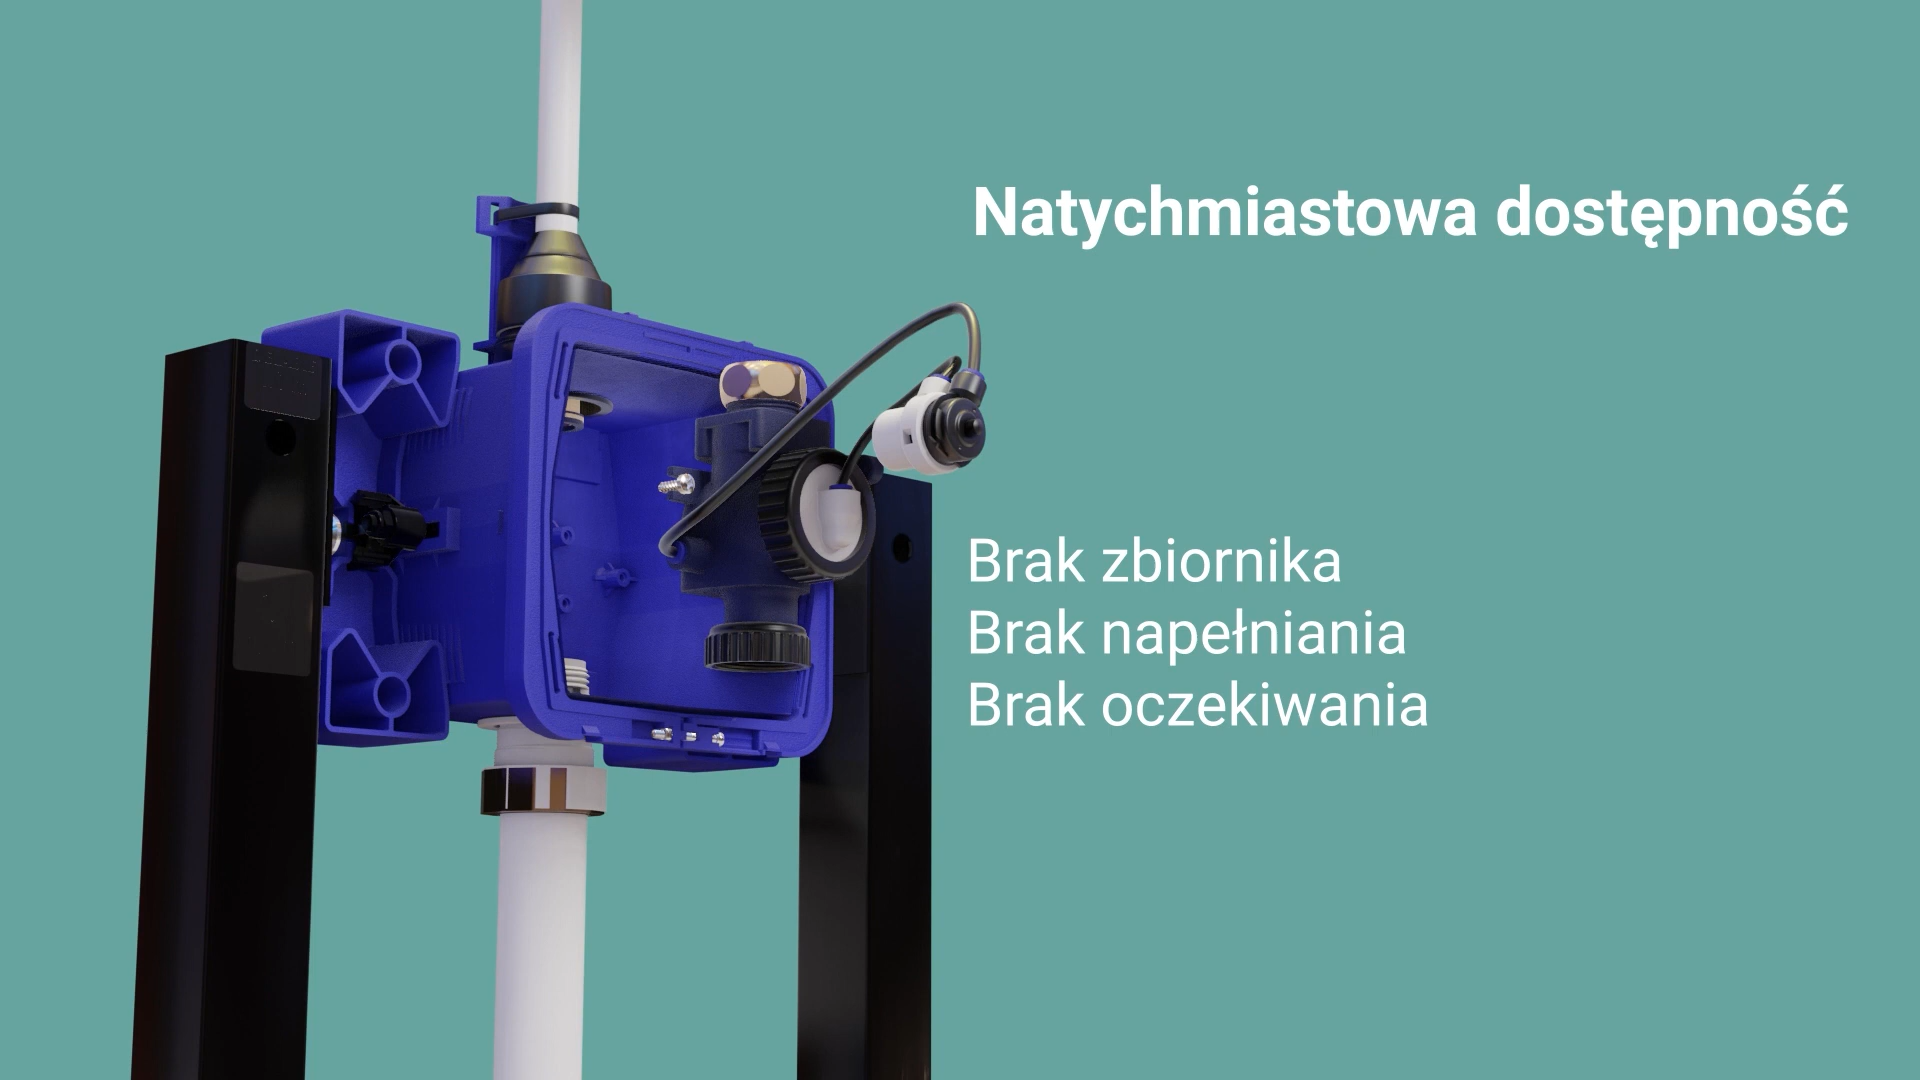 Natychmiastowa dostępność
Brak zbiornika
Brak napełniania
Brak oczekiwania